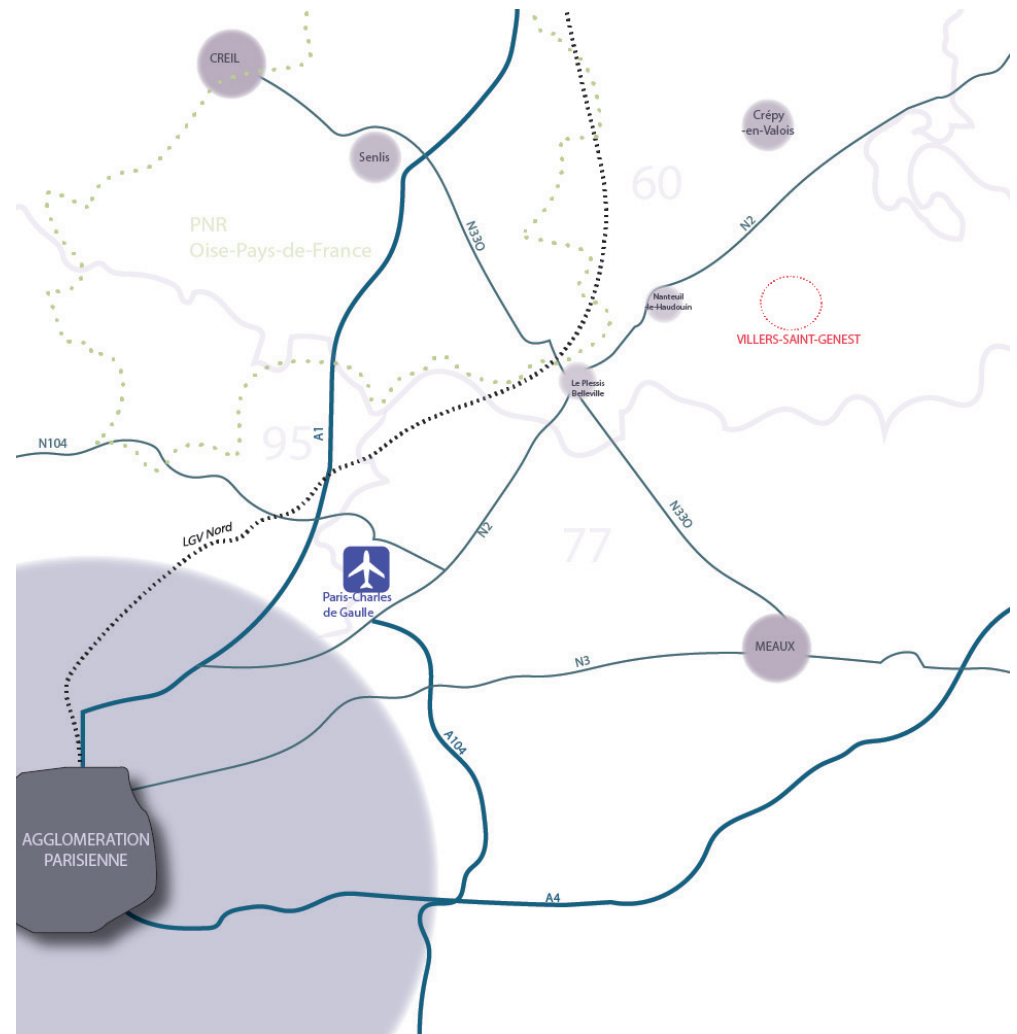 CREIL
Senlis
Crépy
-en-Valois
60
N2
N330
PNR
Oise-Pays-de-France
Nanteuil
-le-Haudouin
VILLERS-SAINT-GENEST
Le Plessis
Belleville
A1
95
N104
LGV Nord
N2
77
N330
Paris-Charles
de Gaulle
MEAUX
N3
A104
AGGLOMERATION
PARISIENNE
A4